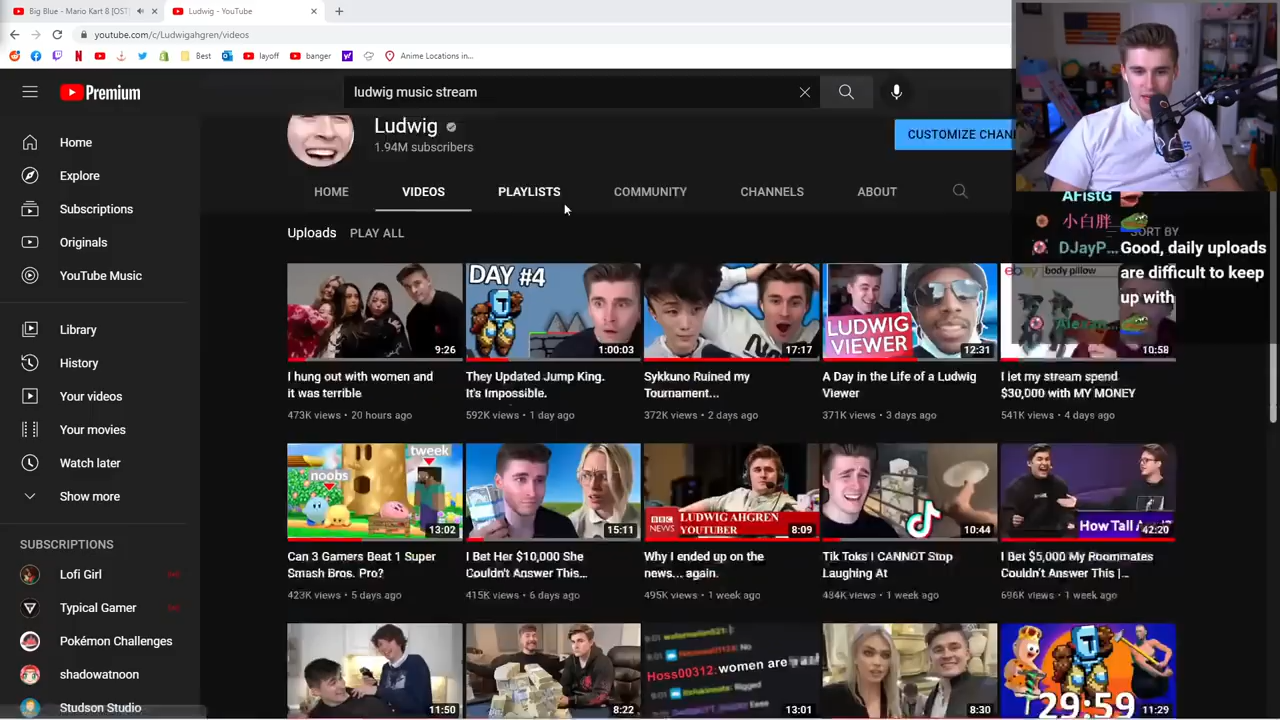 Big Blue - Mario Kart 8 [OST]
Ludwig - YouTube
youtube.com/c/Ludwigahgren/videos
Best
layoff
banger
Anime Locations in...
Premium
ludwig music stream
Home
Explore
Subscriptions
Originals
YouTube Music
Library
History
Your videos
Your movies
Watch later
Show more
SUBSCRIPTIONS
Lofi Girl
Typical Gamer
Pokémon Challenges
shadowatnoon
Studson Studio
Ludwig
1.94M subscribers
CUSTOMIZE CHAN
HOME
VIDEOS
PLAYLISTS
COMMUNITY
CHANNELS
ABOUT
Uploads
PLAY ALL
SORT BY
AFistG
小白胖
DJayP...
Good, daily uploads
are difficult to keep
up with
9:26
I hung out with women and
it was terrible
473K views • 20 hours ago
DAY #4
1:00:03
They Updated Jump King.
It's Impossible.
592K views • 1 day ago
17:17
Sykkuno Ruined my
Tournament...
372K views • 2 days ago
LUDWIG
VIEWER
12:31
A Day in the Life of a Ludwig
Viewer
371K views • 3 days ago
body pillow
10:58
I let my stream spend
$30,000 with MY MONEY
541K views • 4 days ago
noobs
tweek
13:02
Can 3 Gamers Beat 1 Super
Smash Bros. Pro?
423K views • 5 days ago
15:11
I Bet Her $10,000 She
Couldn't Answer This...
415K views • 6 days ago
BBC
NEWS
LUDWIG AHGREN
YOUTUBER
8:09
Why I ended up on the
news... again.
495K views • 1 week ago
10:44
Tik Toks I CANNOT Stop
Laughing At
484K views • 1 week ago
How Tall
42:20
I Bet $5,000 My Roommates
Couldn't Answer This |...
696K views • 1 week ago
11:50
8:22
Hoss00312: women are
13:01
8:30
29:59
11:29